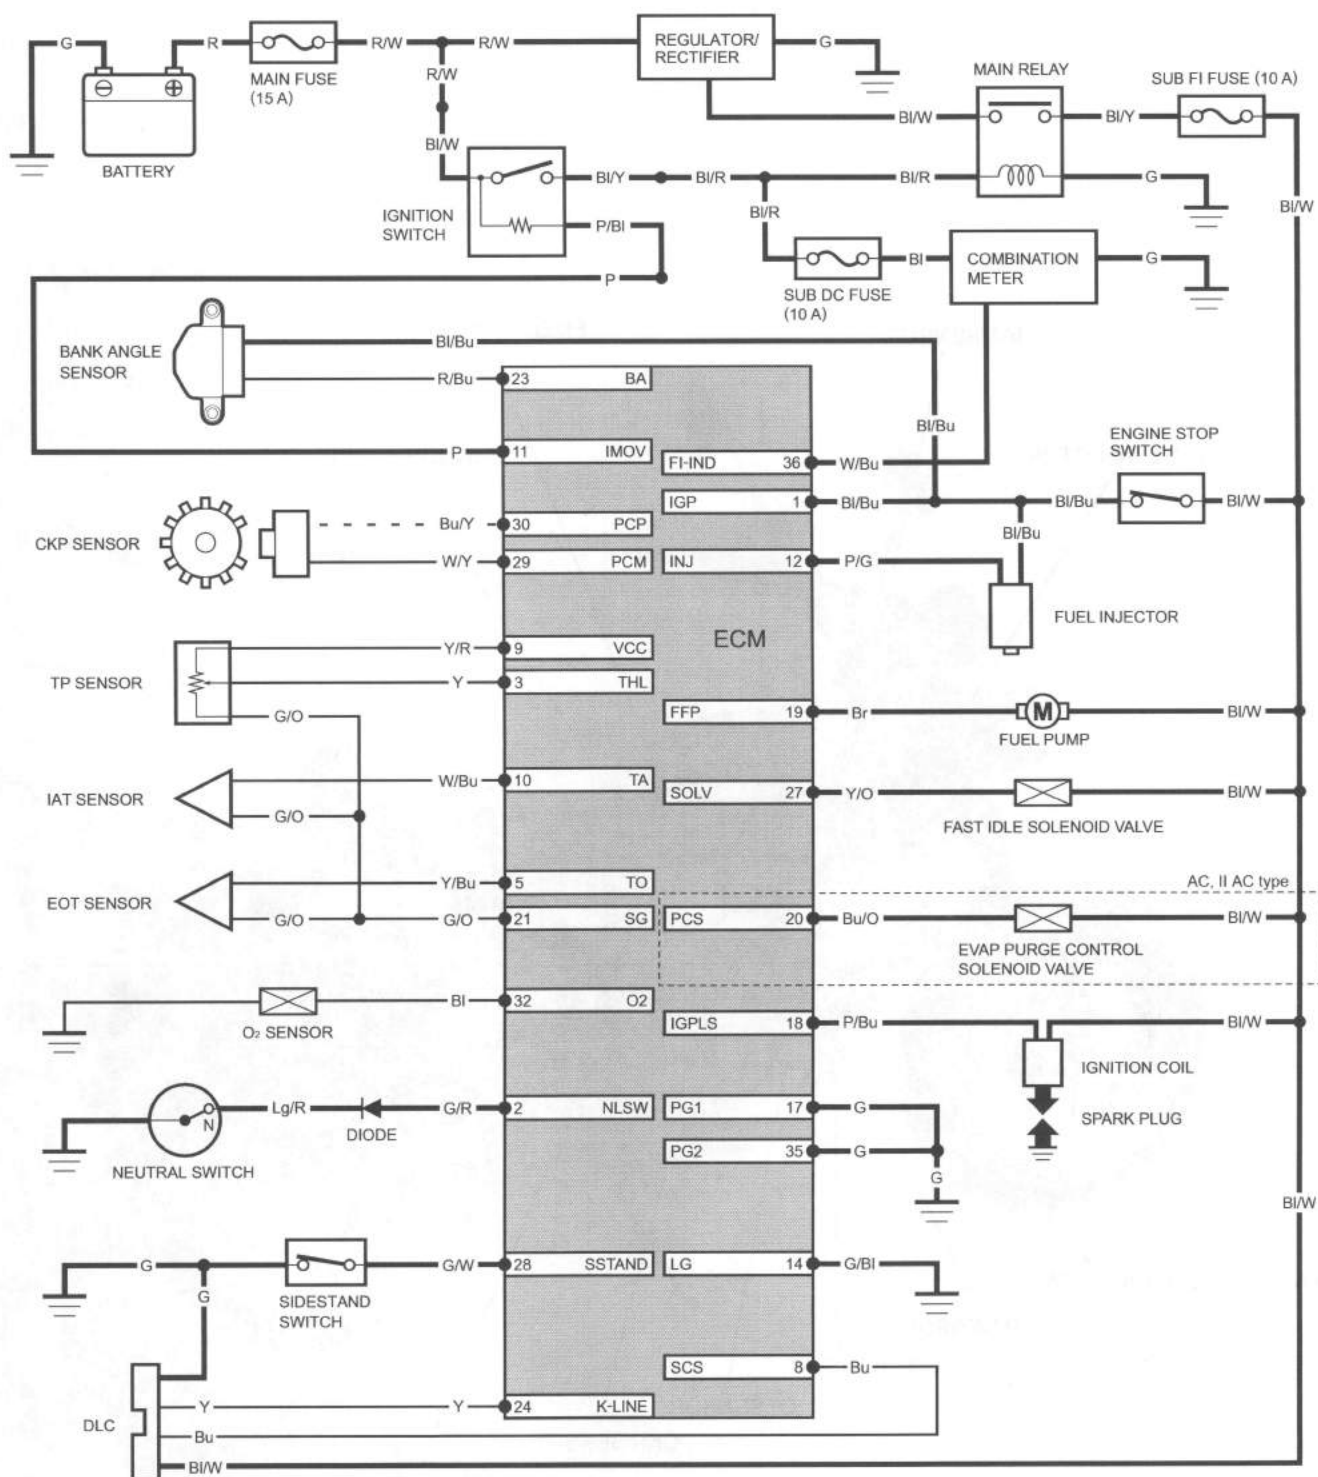 G
R
R/W
R/W
REGULATOR/
RECTIFIER
G
MAIN FUSE
(15 A)
R/W
MAIN RELAY
SUB FI FUSE (10 A)
BATTERY
Bl/W
Bl/W
Bl/Y
IGNITION
SWITCH
Bl/Y
Bl/R
Bl/R
G
P/Bl
Bl/R
Bl/W
P
SUB DC FUSE
(10 A)
Bl
COMBINATION
METER
G
BANK ANGLE
SENSOR
Bl/Bu
R/Bu
23 BA
Bl/Bu
ENGINE STOP
SWITCH
P
11 IMOV
FI-IND 36
W/Bu
IGP 1
Bl/Bu
Bl/Bu
Bl/W
CKP SENSOR
Bu/Y
30 PCP
Bl/Bu
W/Y
29 PCM
INJ 12
P/G
FUEL INJECTOR
ECM
TP SENSOR
Y/R
9 VCC
Y
3 THL
G/O
FFP 19
Br
M
Bl/W
FUEL PUMP
IAT SENSOR
W/Bu
10 TA
G/O
SOLV 27
Y/O
Bl/W
FAST IDLE SOLENOID VALVE
EOT SENSOR
Y/Bu
5 TO
AC, II AC type
G/O
G/O
21 SG
PCS 20
Bu/O
Bl/W
EVAP PURGE CONTROL
SOLENOID VALVE
Bl
32 O2
O2 SENSOR
IGPLS 18
P/Bu
Bl/W
IGNITION COIL
SPARK PLUG
N
Lg/R
DIODE
G/R
2 NLSW
PG1 17
G
NEUTRAL SWITCH
PG2 35
G
G
Bl/W
G
SIDESTAND
SWITCH
G/W
28 SSTAND
LG 14
G/Bl
G
SCS 8
Bu
DLC
Y
Y
24 K-LINE
Bu
Bl/W